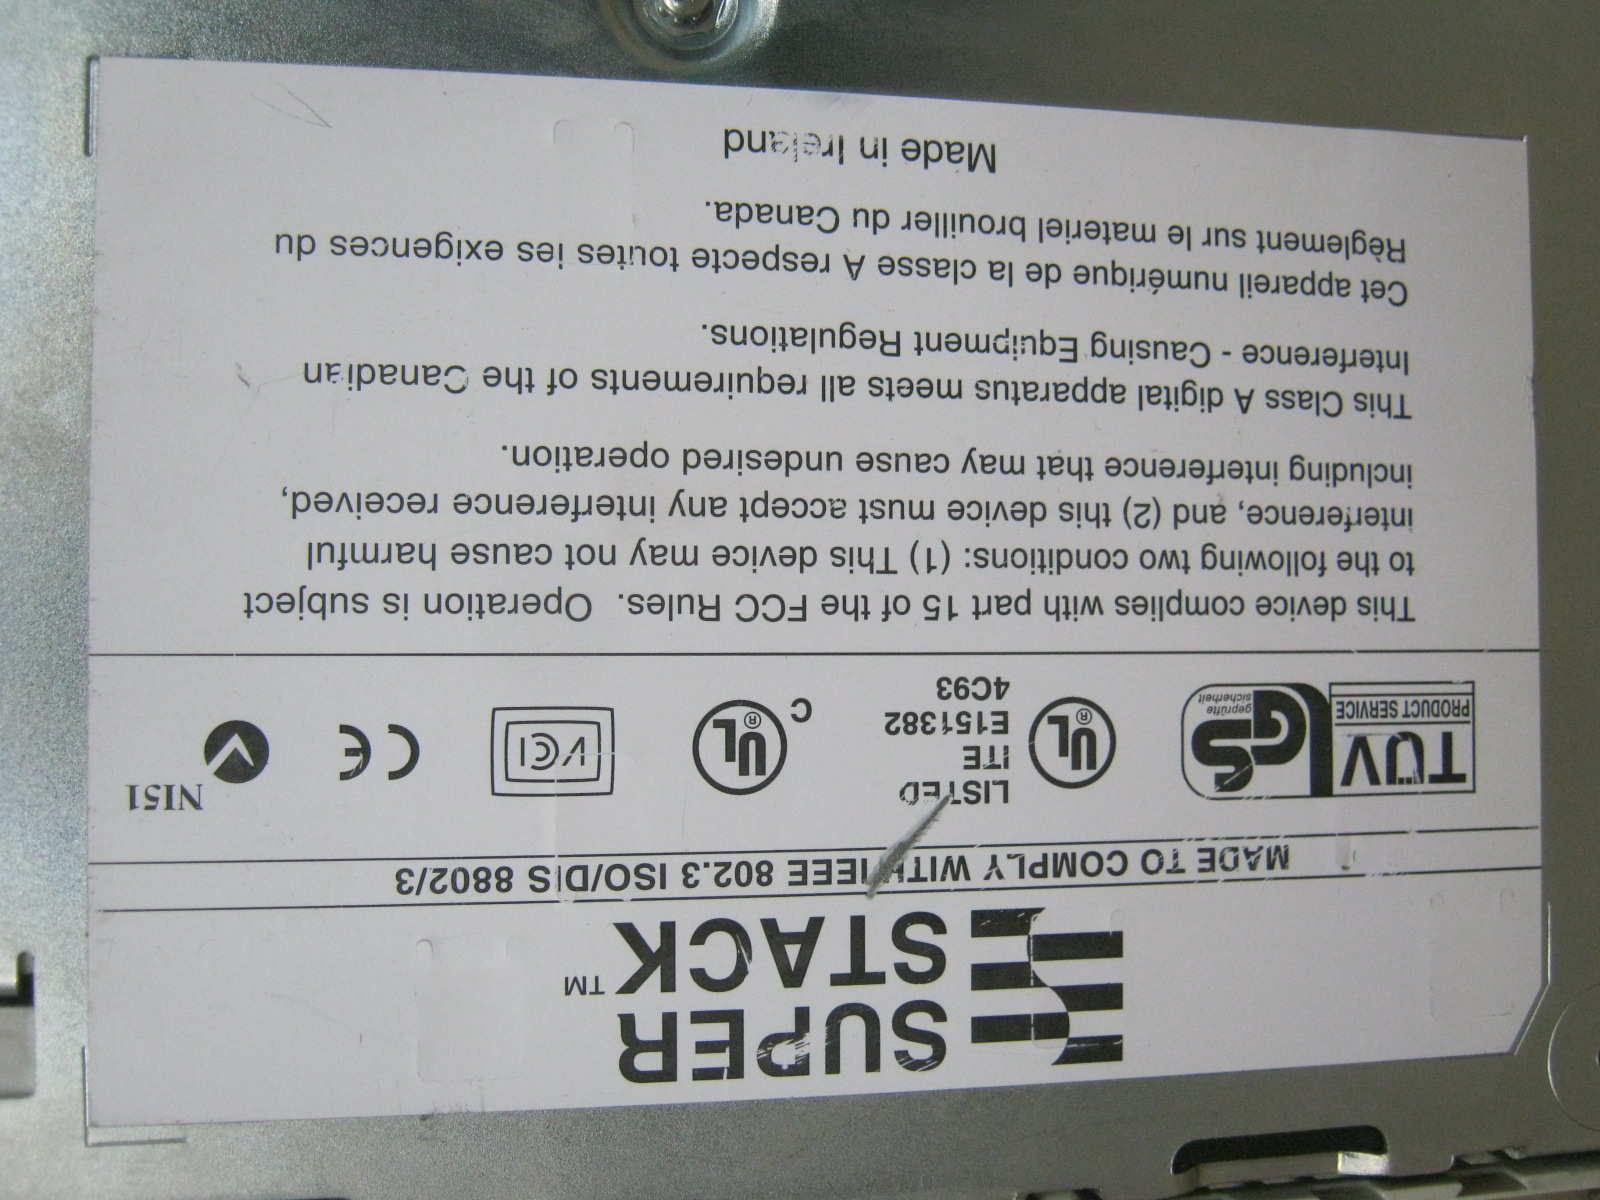 SUPER
STACK ™
MADE TO COMPLY WITH IEEE 802.3 ISO/DIS 8802/3
TÜV
PRODUCT SERVICE
GS
geprüfte
sicherheit
UL ®
LISTED
ITE
E151382
4C93
C UL ®
VCI
CE
N151
This device complies with part 15 of the FCC Rules. Operation is subject
to the following two conditions: (1) This device may not cause harmful
interference, and (2) this device must accept any interference received,
including interference that may cause undesired operation.
This Class A digital apparatus meets all requirements of the Canadian
Interference - Causing Equipment Regulations.
Cet appareil numérique de la classe A respecte toutes les exigences du
Règlement sur le materiel brouiller du Canada.
Made in Ireland